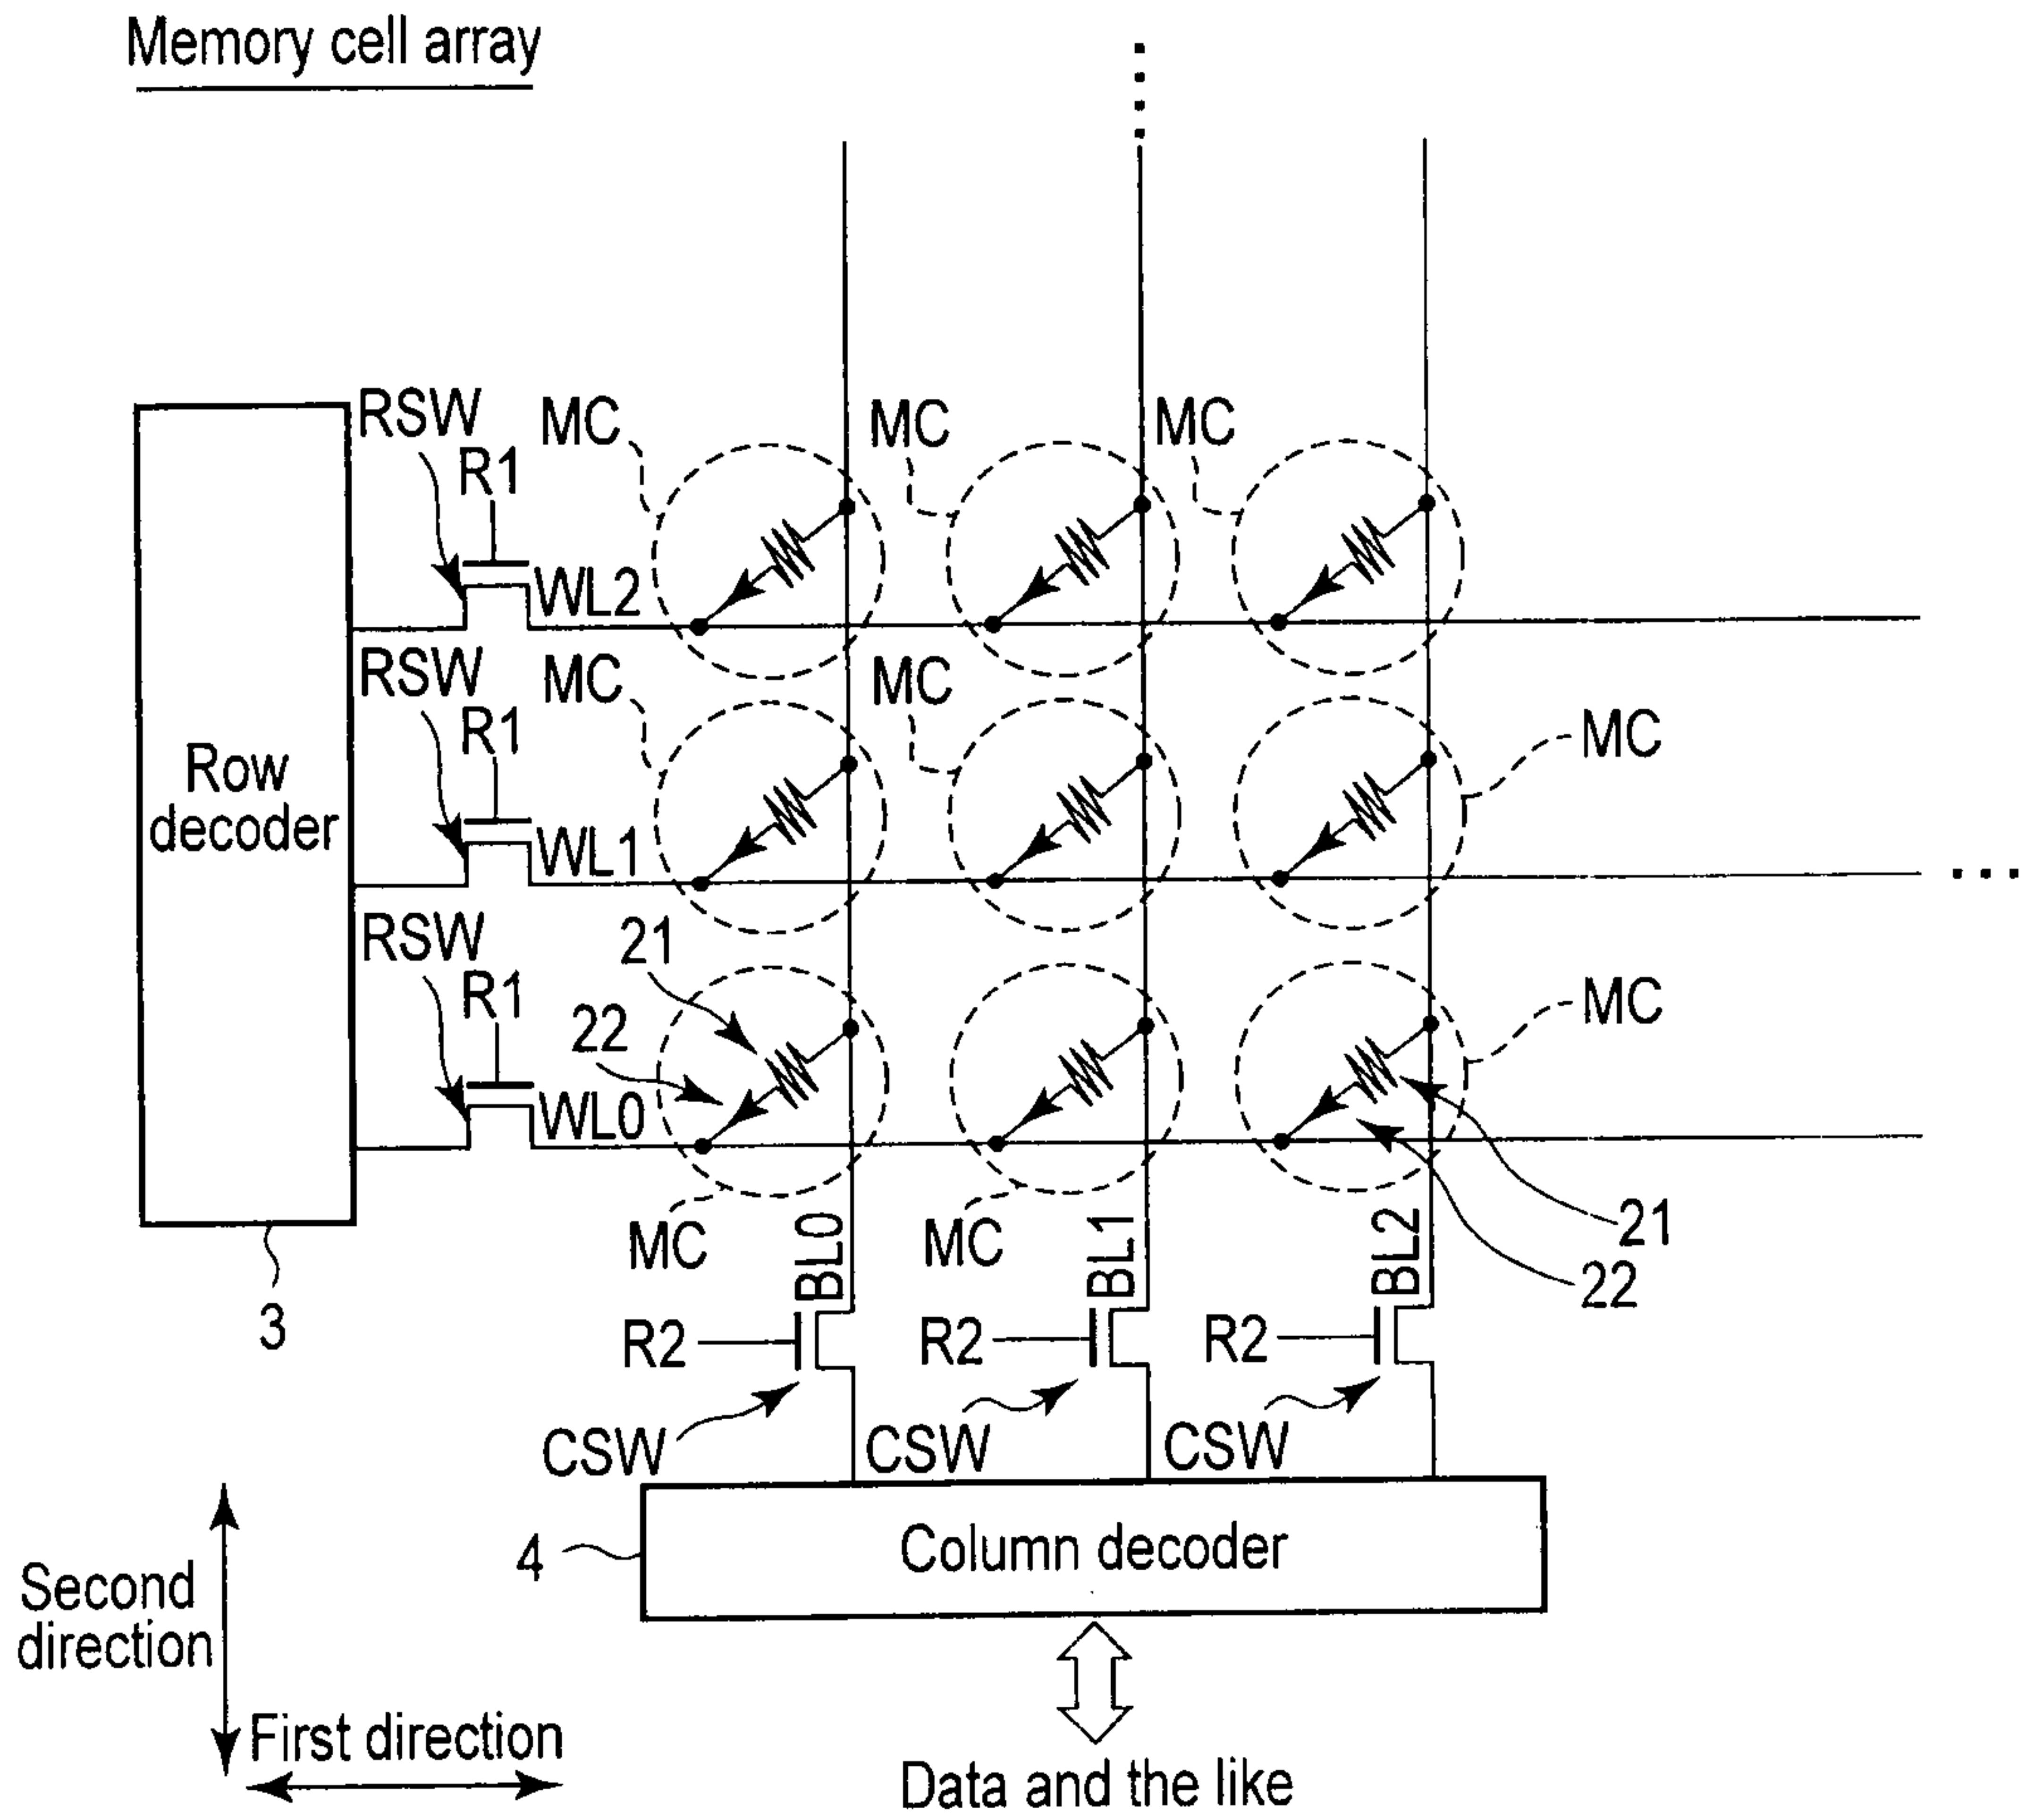 Memory cell array
RSW
MC
MC
MC
R1
WL2
RSW
MC
MC
MC
R1
Row
decoder
WL1
RSW
21
R1
MC
22
WL0
MC
MC
BL0
BL1
BL2
21
22
3
R2
R2
R2
CSW
CSW
CSW
4
Column decoder
Second
direction
First direction
Data and the like